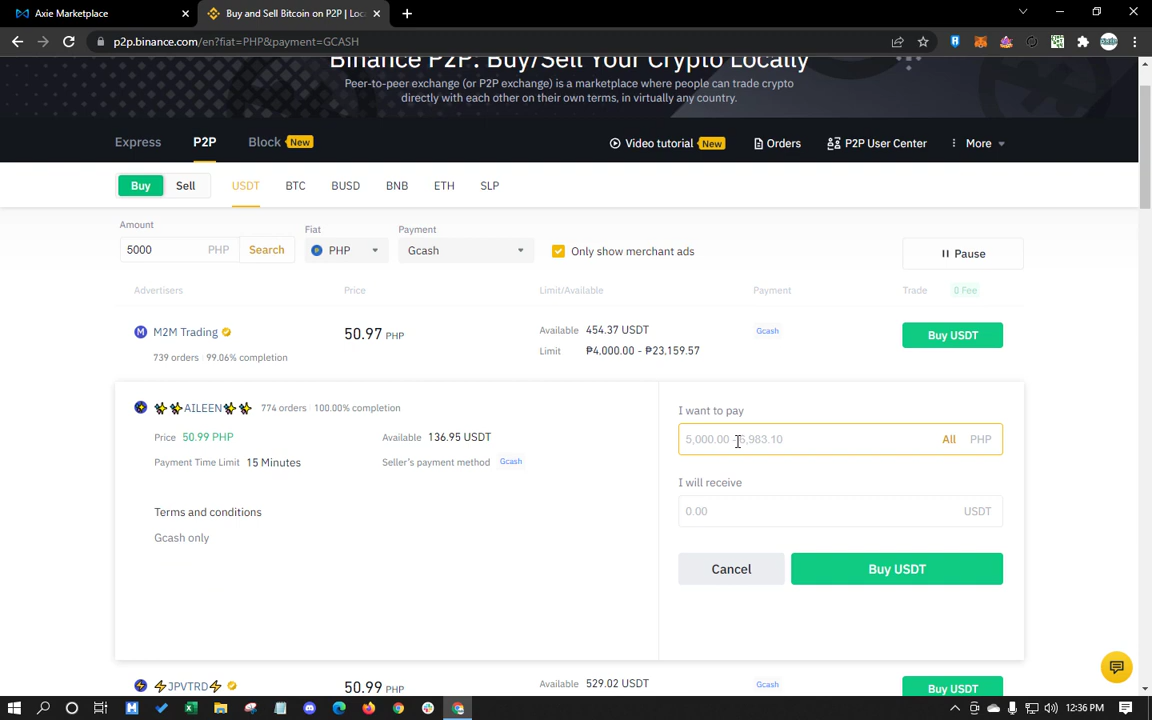 Axie Marketplace
Buy and Sell Bitcoin on P2P | Loc
p2p.binance.com/en?fiat=PHP&payment=GCASH
Binance P2P: Buy/Sell Your Crypto Locally
Peer-to-peer exchange (or P2P exchange) is a marketplace where people can trade crypto
directly with each other on their own terms, in virtually any country.
Express P2P Block New Video tutorial New Orders P2P User Center More
Buy Sell USDT BTC BUSD BNB ETH SLP
Amount Fiat Payment
5000 PHP Search PHP Gcash Only show merchant ads Pause
Advertisers Price Limit/Available Payment Trade 0 Fee
M M2M Trading 50.97 PHP Available 454.37 USDT Gcash Buy USDT
739 orders 99.06% completion Limit ₱4,000.00 - ₱23,159.57
AILEEN 774 orders 100.00% completion
Price 50.99 PHP Available 136.95 USDT
Payment Time Limit 15 Minutes Seller's payment method Gcash
Terms and conditions
Gcash only
I want to pay
5,000.00 - 6,983.10 All PHP
I will receive
0.00 USDT
Cancel Buy USDT
JPVTRD 50.99 PHP Available 529.02 USDT Gcash Buy USDT
12:36 PM